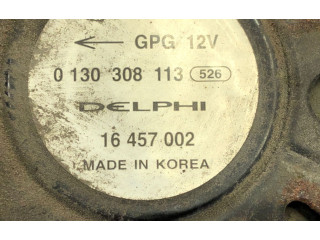 ← GPG 12V
0 130 308 113 526
DELPHI
16 457 002
MADE IN KOREA